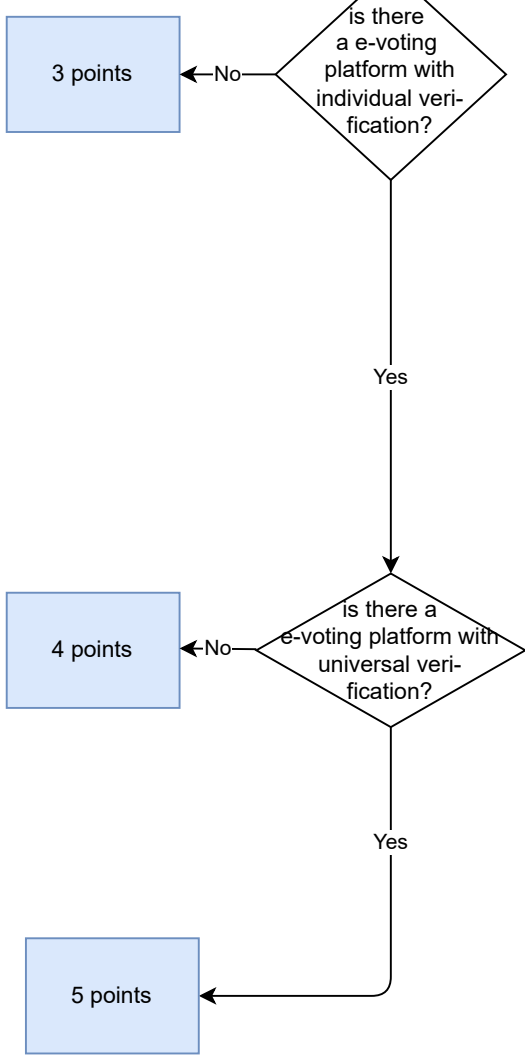 is there
a e-voting
platform with
individual veri-
fication?
No
3 points
Yes
is there a
e-voting platform with
universal veri-
fication?
No
4 points
Yes
5 points